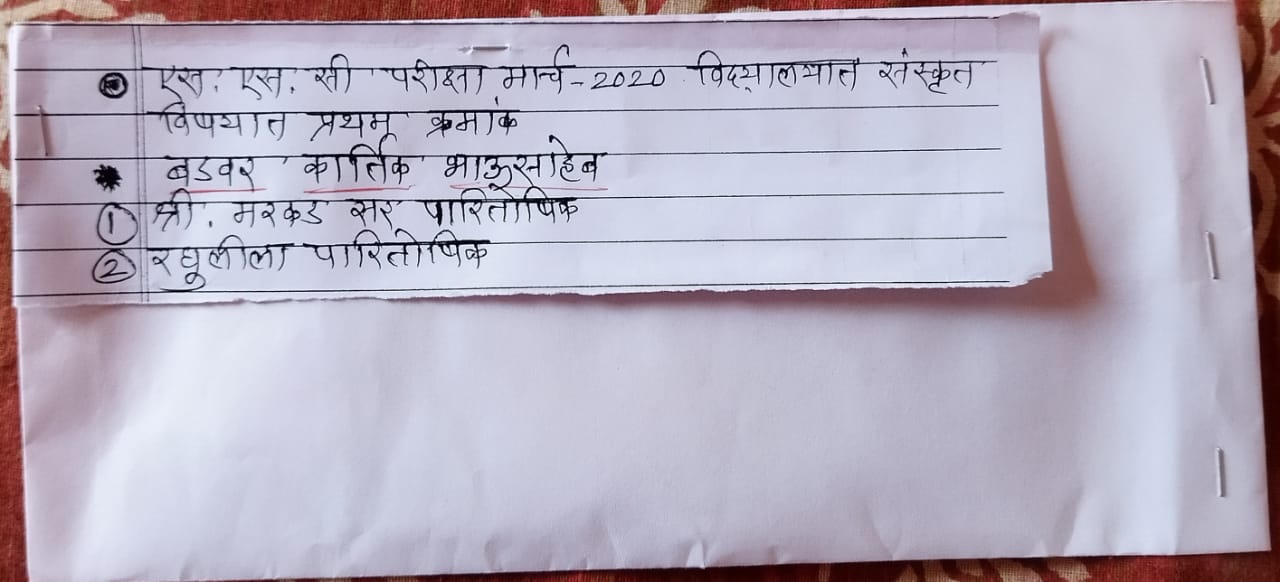 एस. एस. सी परीक्षा मार्च - 2020 विद्यालयात संस्कृत
विषयात प्रथम क्रमांक
* बडवर कार्तिक भाऊसाहेब
① श्री. मरकड सर पारितोषिक
② रघुलीला पारितोषिक